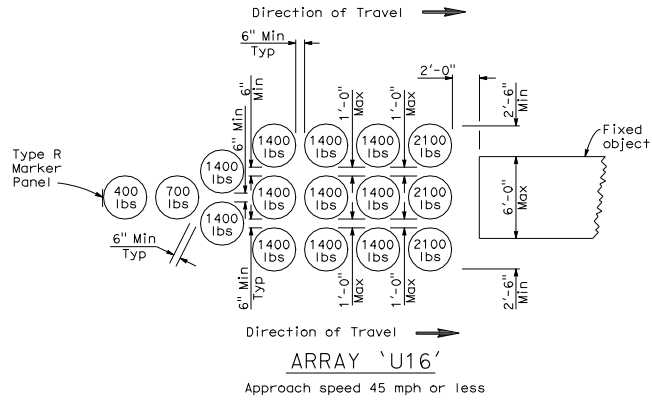 Direction of Travel
6" Min
Typ
6"
Min
6" Min
1'-0"
Max
1'-0"
Max
2'-0"
2'-6"
Min
Fixed
object
Type R
Marker
Panel
1400
lbs
1400
lbs
1400
lbs
2100
lbs
1400
lbs
400
lbs
700
lbs
1400
lbs
1400
lbs
1400
lbs
2100
lbs
6'-0"
Max
1400
lbs
6" Min
Typ
1400
lbs
1400
lbs
1400
lbs
2100
lbs
6" Min
Typ
1'-0"
Max
1'-0"
Max
2'-6"
Min
Direction of Travel
ARRAY 'U16'
Approach speed 45 mph or less